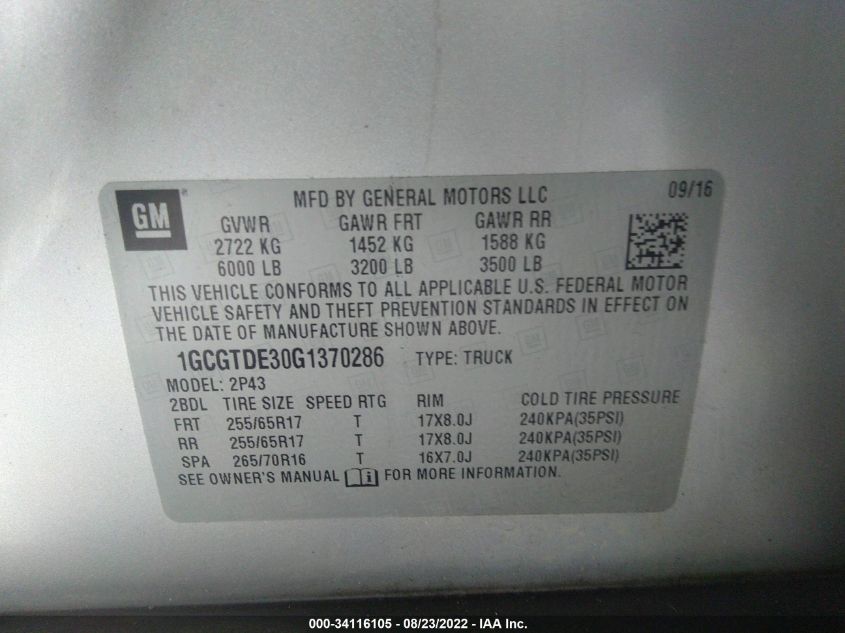 GM
MFD BY GENERAL MOTORS LLC
09/16
GVWR GAWR FRT GAWR RR
2722 KG 1452 KG 1588 KG
6000 LB 3200 LB 3500 LB
THIS VEHICLE CONFORMS TO ALL APPLICABLE U.S. FEDERAL MOTOR
VEHICLE SAFETY AND THEFT PREVENTION STANDARDS IN EFFECT ON
THE DATE OF MANUFACTURE SHOWN ABOVE.
1GCGTDE30G1370286 TYPE: TRUCK
MODEL: 2P43
2BDL TIRE SIZE SPEED RTG RIM COLD TIRE PRESSURE
FRT 255/65R17 T 17X8.0J 240KPA(35PSI)
RR 255/65R17 T 17X8.0J 240KPA(35PSI)
SPA 265/70R16 T 16X7.0J 240KPA(35PSI)
SEE OWNER'S MANUAL i FOR MORE INFORMATION.
000-34116105 - 08/23/2022 - IAA Inc.